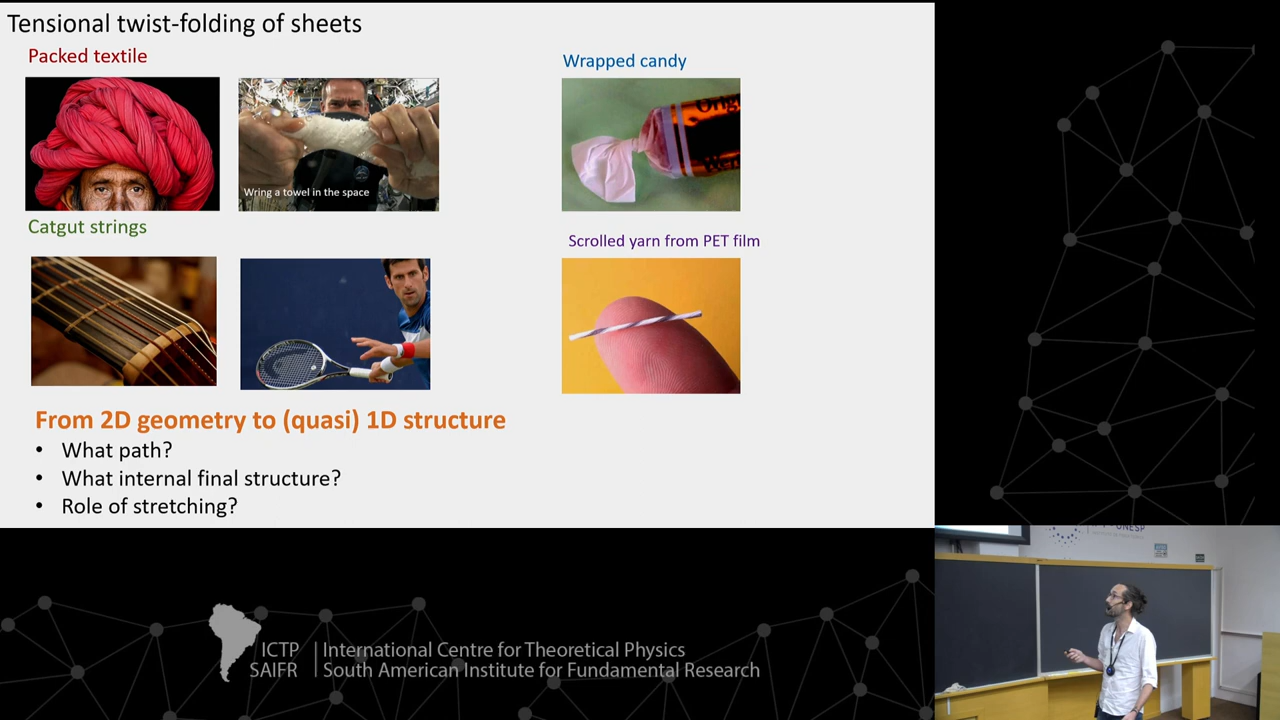 Tensional twist-folding of sheets
Packed textile
Wrapped candy
Orig
Wring a towel in the space
Catgut strings
Scrolled yarn from PET film
From 2D geometry to (quasi) 1D structure
• What path?
• What internal final structure?
• Role of stretching?
UNESP
ICTP
SAIFR
International Centre for Theoretical Physics
South American Institute for Fundamental Research